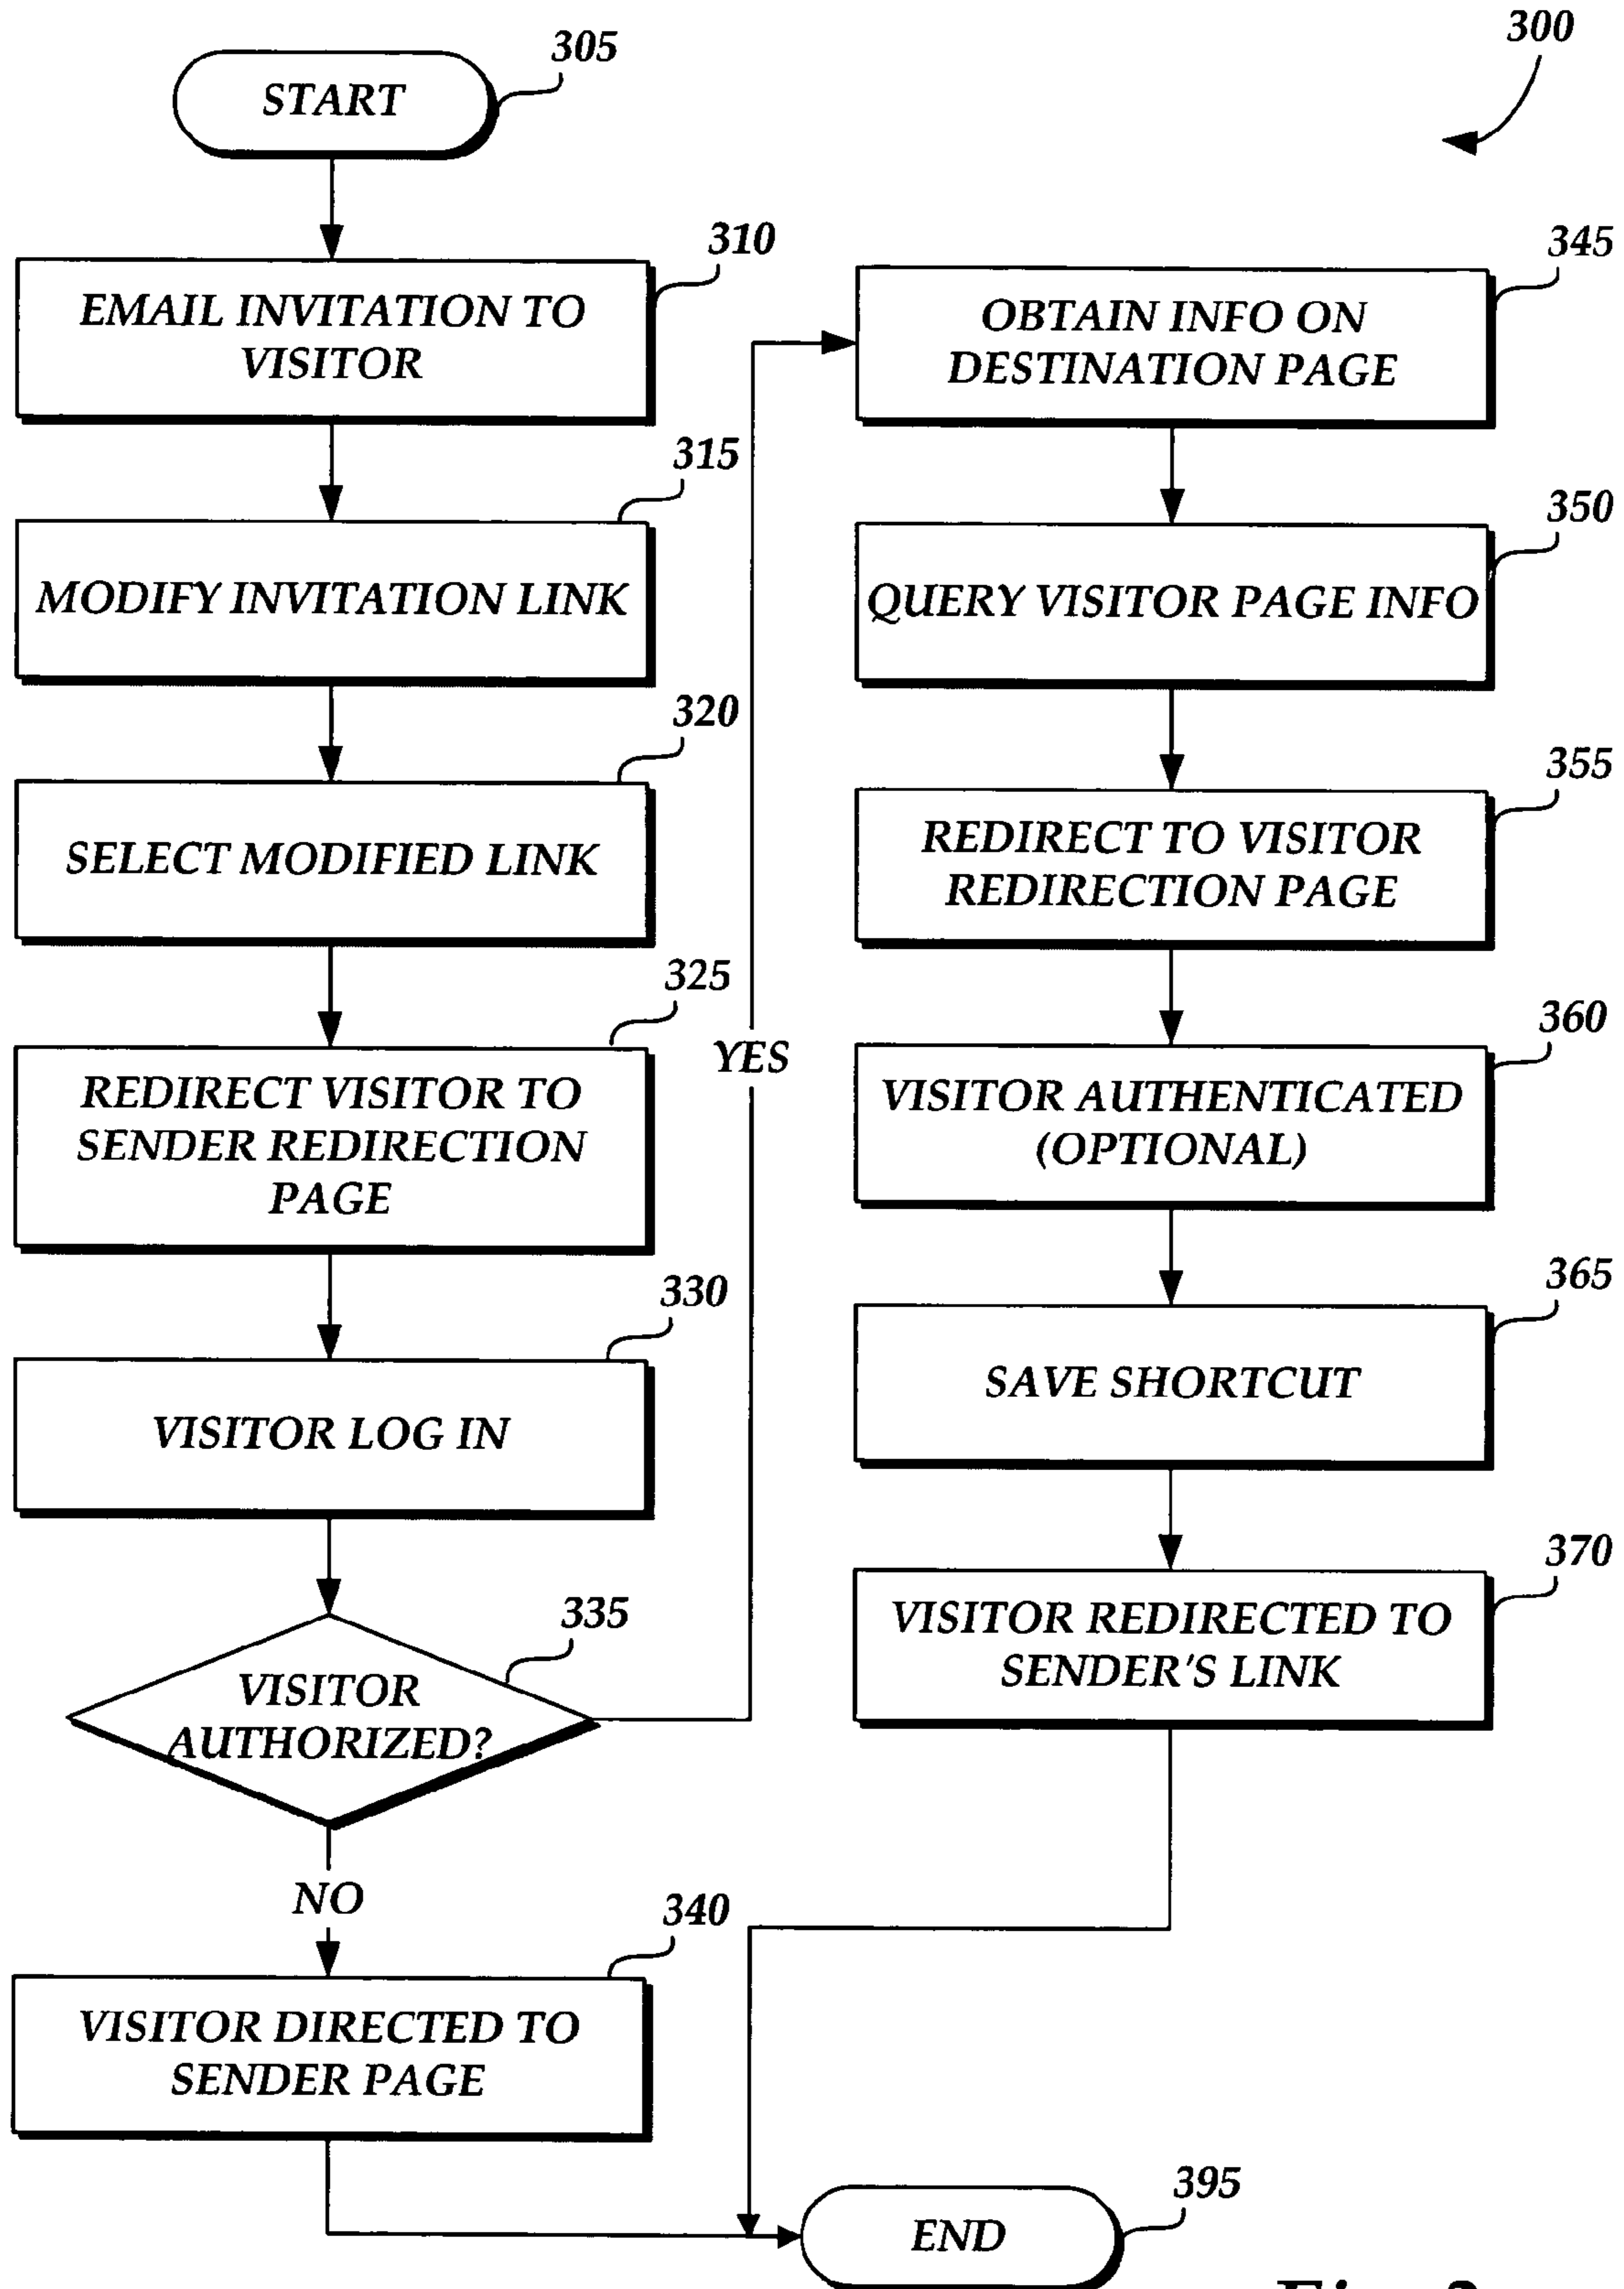 300
START
305
EMAIL INVITATION TO
VISITOR
310
MODIFY INVITATION LINK
315
SELECT MODIFIED LINK
320
REDIRECT VISITOR TO
SENDER REDIRECTION
PAGE
325
VISITOR LOG IN
330
VISITOR
AUTHORIZED?
335
YES
NO
VISITOR DIRECTED TO
SENDER PAGE
340
OBTAIN INFO ON
DESTINATION PAGE
345
QUERY VISITOR PAGE INFO
350
REDIRECT TO VISITOR
REDIRECTION PAGE
355
VISITOR AUTHENTICATED
(OPTIONAL)
360
SAVE SHORTCUT
365
VISITOR REDIRECTED TO
SENDER'S LINK
370
END
395